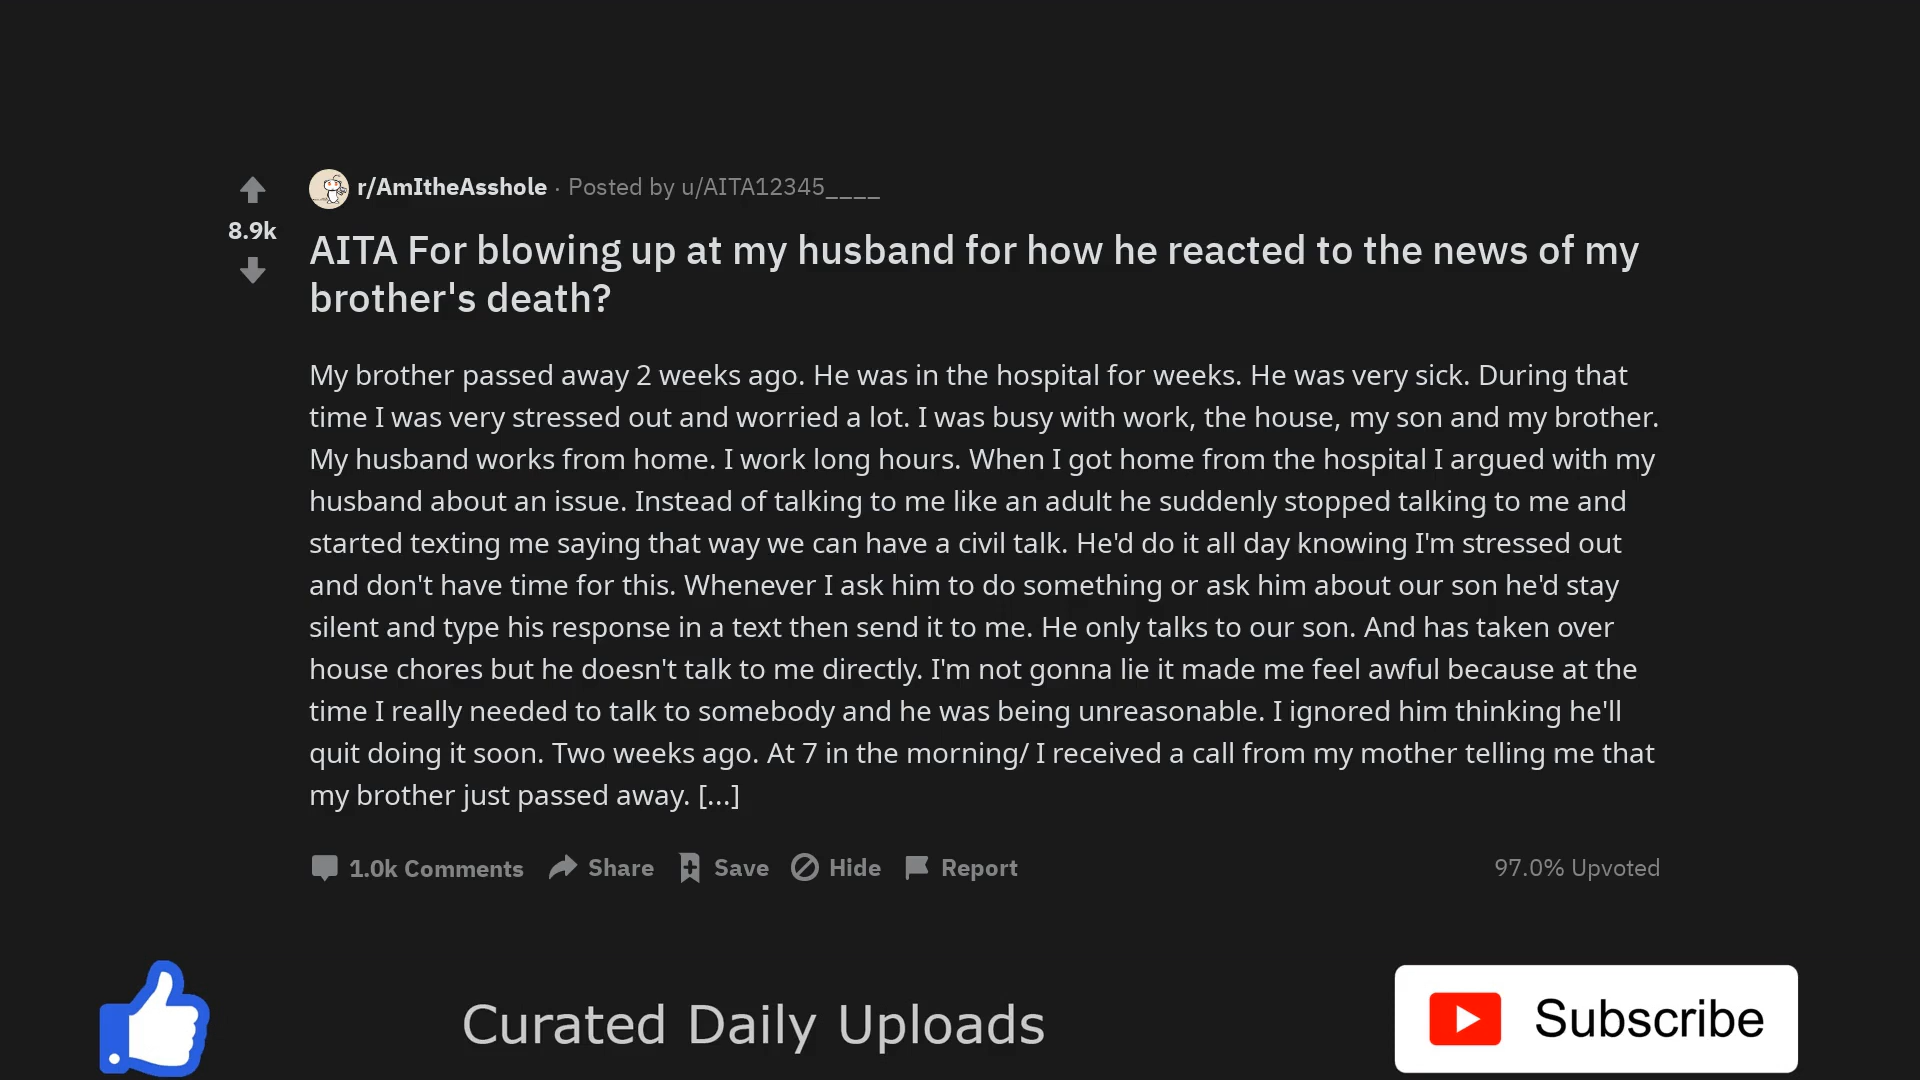 r/AmItheAsshole · Posted by u/AITA12345____
8.9k
AITA For blowing up at my husband for how he reacted to the news of my
brother's death?
My brother passed away 2 weeks ago. He was in the hospital for weeks. He was very sick. During that
time I was very stressed out and worried a lot. I was busy with work, the house, my son and my brother.
My husband works from home. I work long hours. When I got home from the hospital I argued with my
husband about an issue. Instead of talking to me like an adult he suddenly stopped talking to me and
started texting me saying that way we can have a civil talk. He'd do it all day knowing I'm stressed out
and don't have time for this. Whenever I ask him to do something or ask him about our son he'd stay
silent and type his response in a text then send it to me. He only talks to our son. And has taken over
house chores but he doesn't talk to me directly. I'm not gonna lie it made me feel awful because at the
time I really needed to talk to somebody and he was being unreasonable. I ignored him thinking he'll
quit doing it soon. Two weeks ago. At 7 in the morning/ I received a call from my mother telling me that
my brother just passed away. [...]
1.0k Comments Share Save Hide Report 97.0% Upvoted
Curated Daily Uploads
Subscribe